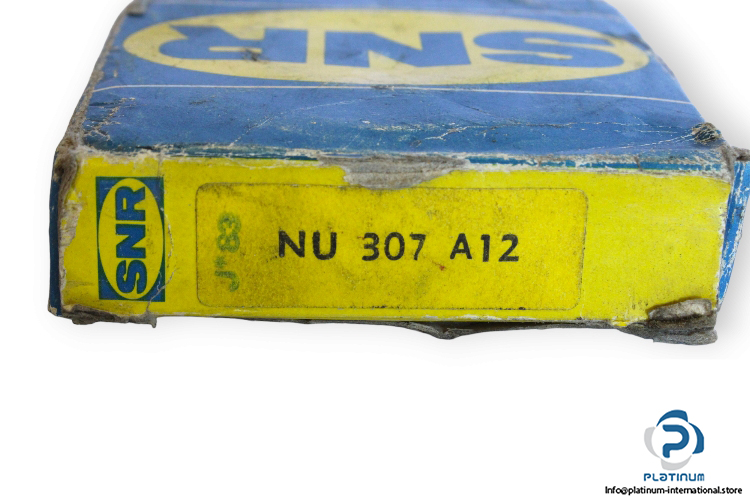 SNR
SNR
J*83
NU 307 A12
PLATINUM
Info@platinum-international.store